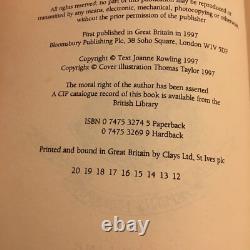 All rights reserved: no part of this publication may be reproduced or
transmitted by any means, electronic, mechanical, photocopying or otherwise
without the prior permission of the publisher
First published in Great Britain in 1997
Bloomsbury Publishing Plc, 38 Soho Square, London W1V 5DF
Copyright © Text Joanne Rowling 1997
Copyright © Cover illustration Thomas Taylor 1997
The moral right of the author has been asserted
A CIP catalogue record of this book is available from the
British Library
ISBN 0 7475 3274 5 Paperback
0 7475 3269 9 Hardback
Printed and bound in Great Britain by Clays Ltd, St Ives plc
20 19 18 17 16 15 14 13 12